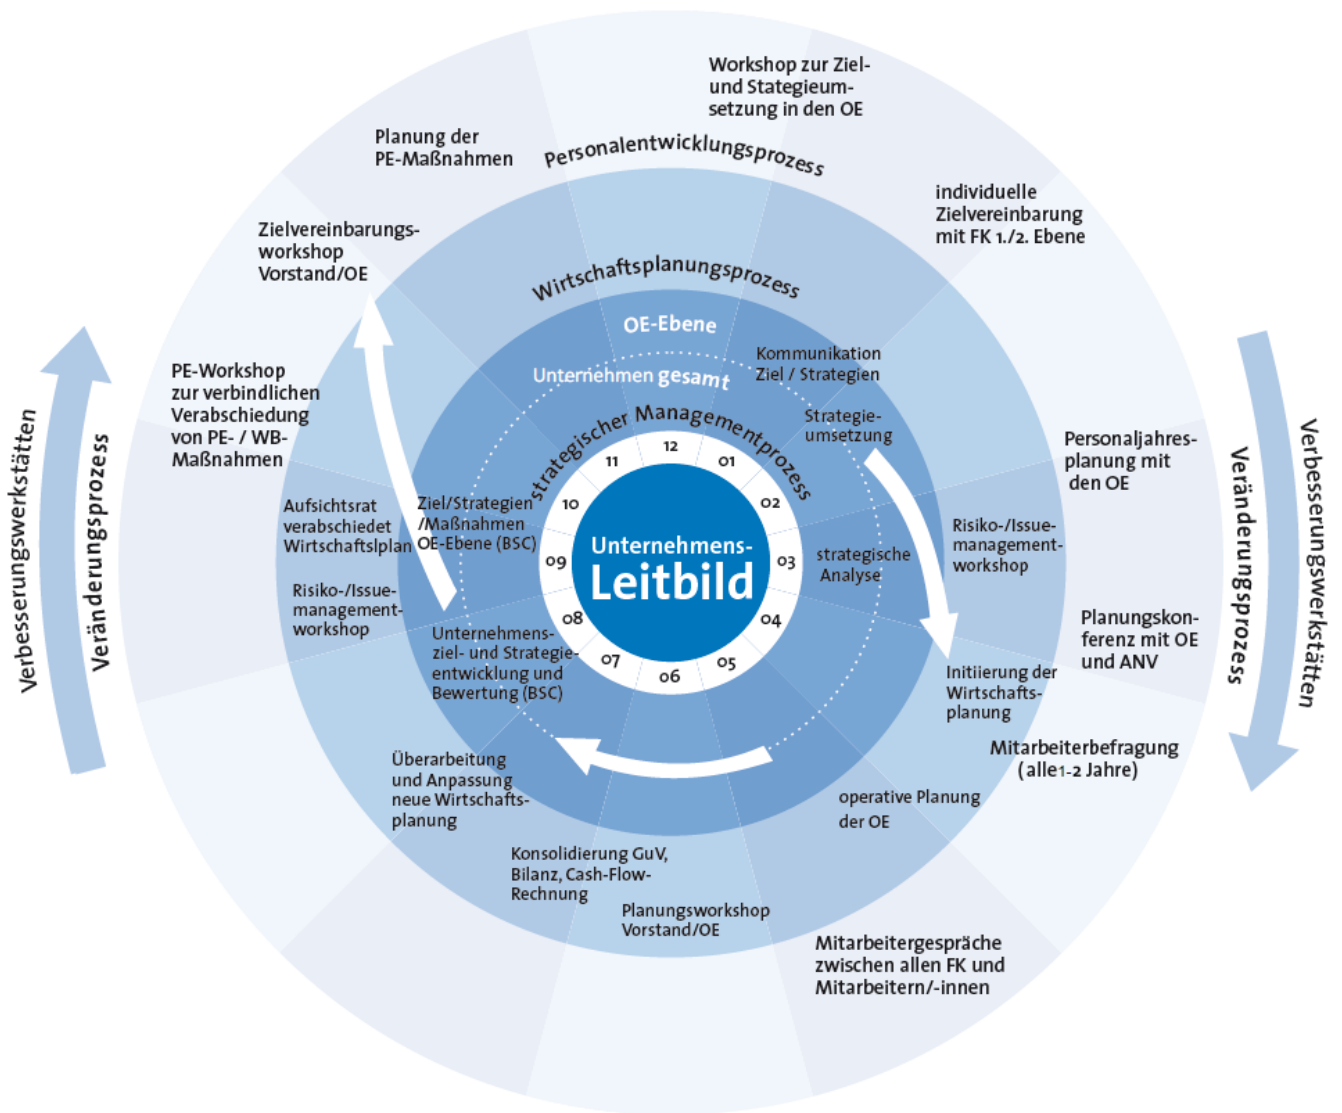 Workshop zur Ziel-
und Stategieum-
setzung in den OE
Planung der
PE-Maßnahmen
Personalentwicklungsprozess
individuelle
Zielvereinbarung
mit FK 1./2. Ebene
Zielvereinbarungs-
workshop
Vorstand/OE
Wirtschaftsplanungsprozess
OE-Ebene
Kommunikation
Ziel / Strategien
Unternehmen gesamt
PE-Workshop
zur verbindlichen
Verabschiedung
von PE- / WB-
Maßnahmen
strategischer Managementprozess
Strategie-
umsetzung
Personaljahres-
planung mit
den OE
Verbesserungswerkstätten
Veränderungsprozess
Veränderungsprozess
Verbesserungswerkstätten
12
01
02
03
04
05
06
07
08
09
10
11
Unternehmens-
Leitbild
Aufsichtsrat
verabschiedet
Wirtschaftslplan
Ziel/Strategien
/Maßnahmen
OE-Ebene (BSC)
strategische
Analyse
Risiko-/Issue-
management-
workshop
Risiko-/Issue-
management-
workshop
Planungskon-
ferenz mit OE
und ANV
Unternehmens-
ziel- und Strategie-
entwicklung und
Bewertung (BSC)
Initiierung der
Wirtschafts-
planung
Mitarbeiterbefragung
(alle1-2 Jahre)
Überarbeitung
und Anpassung
neue Wirtschafts-
planung
operative Planung
der OE
Konsolidierung GuV,
Bilanz, Cash-Flow-
Rechnung
Planungsworkshop
Vorstand/OE
Mitarbeitergespräche
zwischen allen FK und
Mitarbeitern/-innen